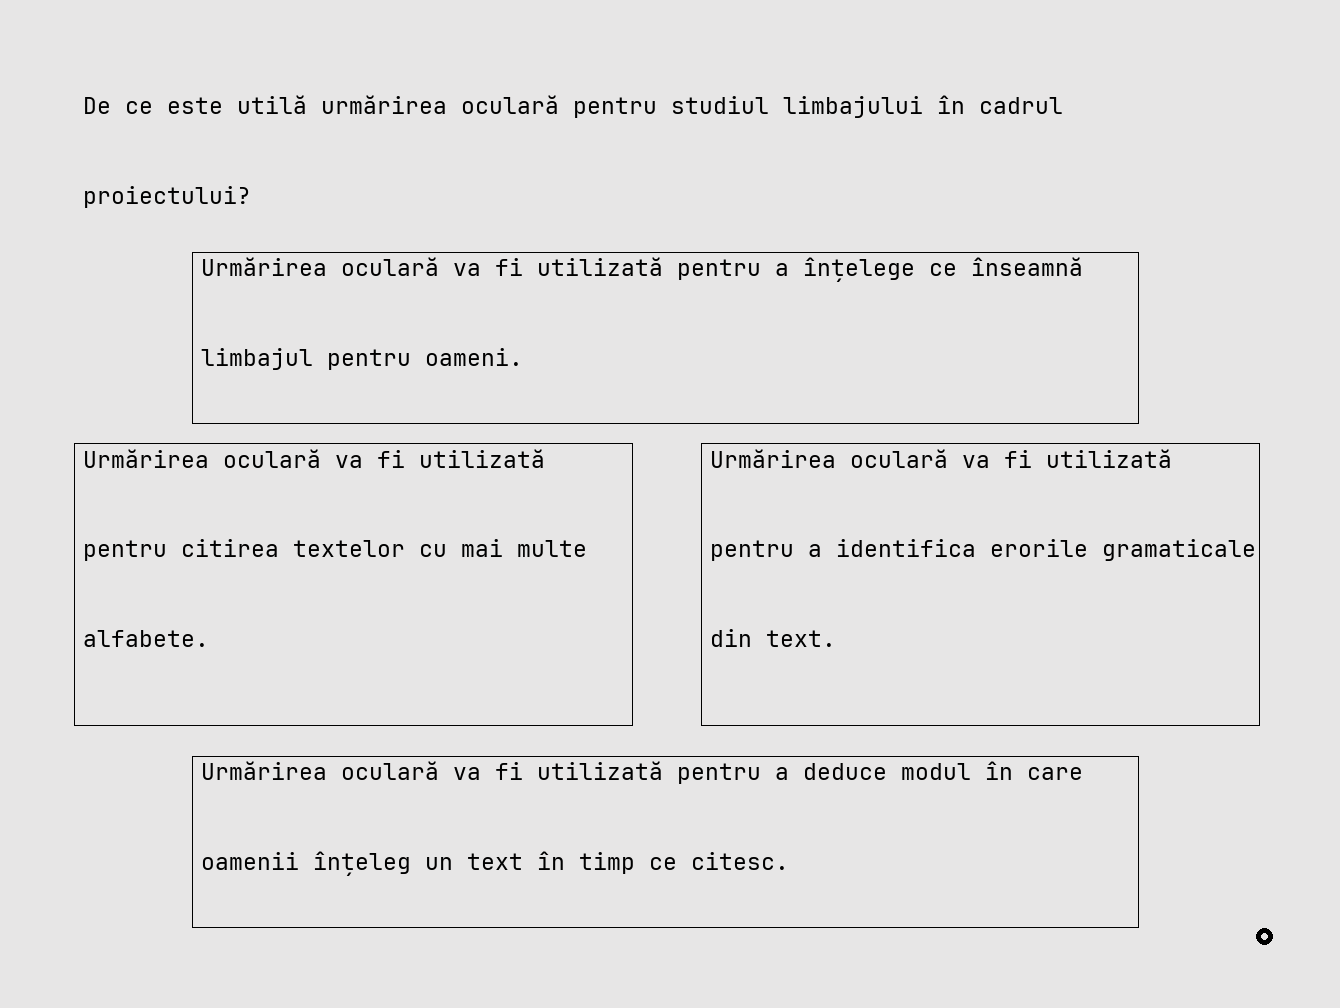 De ce este utilă urmărirea oculară pentru studiul limbajului în cadrul
proiectului?
Urmărirea oculară va fi utilizată pentru a înțelege ce înseamnă
limbajul pentru oameni.
Urmărirea oculară va fi utilizată
pentru citirea textelor cu mai multe
alfabete.
Urmărirea oculară va fi utilizată
pentru a identifica erorile gramaticale
din text.
Urmărirea oculară va fi utilizată pentru a deduce modul în care
oamenii înțeleg un text în timp ce citesc.